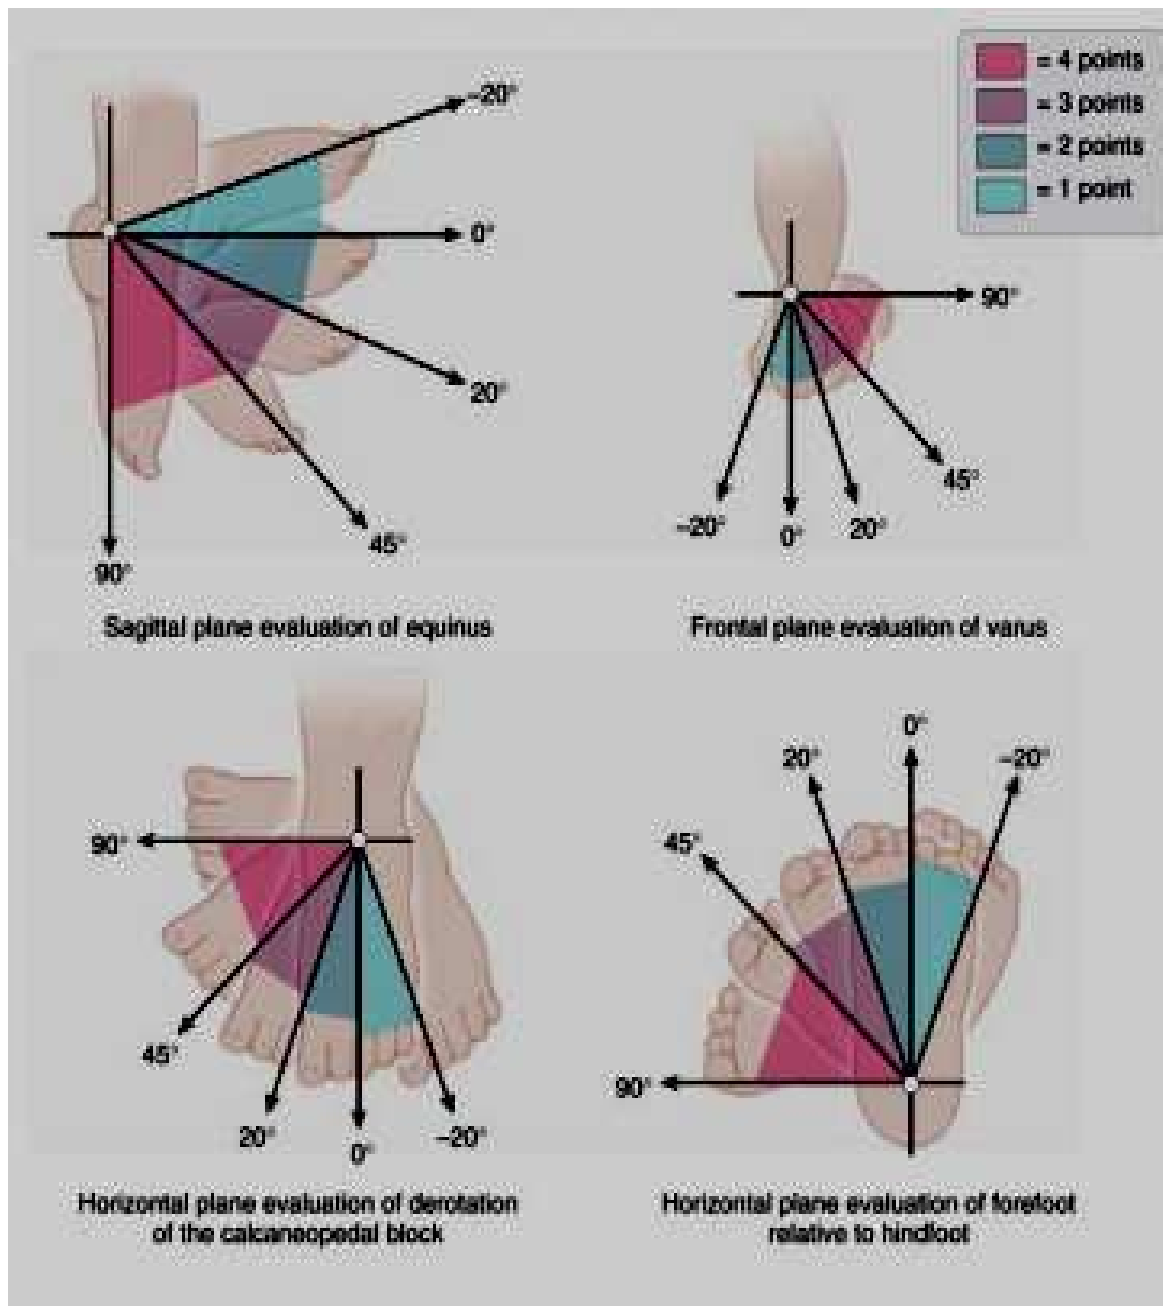 = 4 points
= 3 points
= 2 points
= 1 point
–20°
0°
20°
45°
90°
Sagittal plane evaluation of equinus
90°
45°
–20°
0°
20°
Frontal plane evaluation of varus
90°
45°
20°
0°
–20°
Horizontal plane evaluation of derotation
of the calcaneopedal block
0°
20°
–20°
45°
90°
Horizontal plane evaluation of forefoot
relative to hindfoot